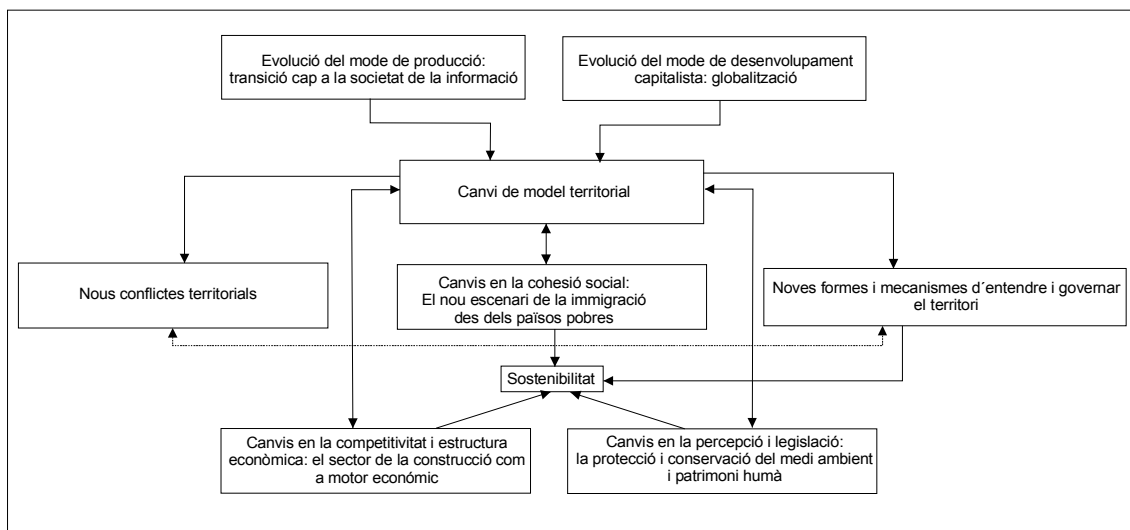 Evolució del mode de producció:
transició cap a la societat de la informació
Evolució del mode de desenvolupament
capitalista: globalització
Canvi de model territorial
Nous conflictes territorials
Canvis en la cohesió social:
El nou escenari de la immigració
des dels països pobres
Noves formes i mecanismes d´entendre i governar
el territori
Sostenibilitat
Canvis en la competitivitat i estructura
econòmica: el sector de la construcció com
a motor económic
Canvis en la percepció i legislació:
la protecció i conservació del medi ambient
i patrimoni humà